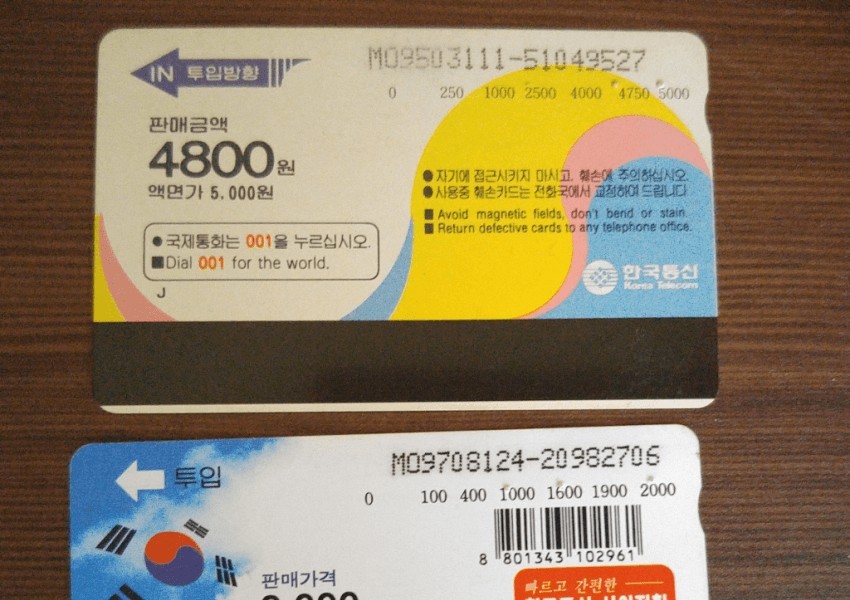 IN 투입방향
MO9503111-51049527
0 250 1000 2500 4000 4750 5000
판매금액
4800원
액면가 5.000원
●자기에 접근시키지 마시고, 훼손에 주의하십시오.
●사용중 훼손카드는 전화국에서 교정하여 드립니다
■Avoid magnetic fields, don't bend or stain.
■Return defective cards to any telephone office.
●국제통화는 001을 누르십시오.
■Dial 001 for the world.
J
한국통신
Korea Telecom
투입
MO9708124-20982706
0 100 400 1000 1600 1900 2000
8 801343 102961
판매가격
빠르고 간편한